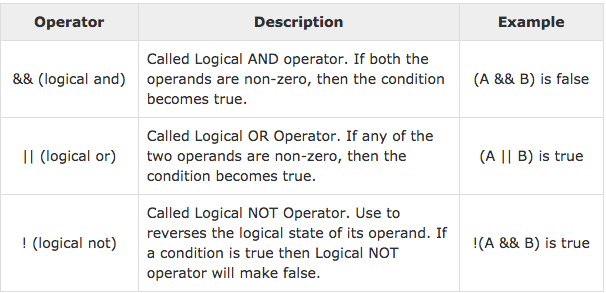 Operator Description Example
&& (logical and)
Called Logical AND operator. If both the
operands are non-zero, then the condition
becomes true.
(A && B) is false
|| (logical or)
Called Logical OR Operator. If any of the
two operands are non-zero, then the
condition becomes true.
(A || B) is true
! (logical not)
Called Logical NOT Operator. Use to
reverses the logical state of its operand. If
a condition is true then Logical NOT
operator will make false.
!(A && B) is true